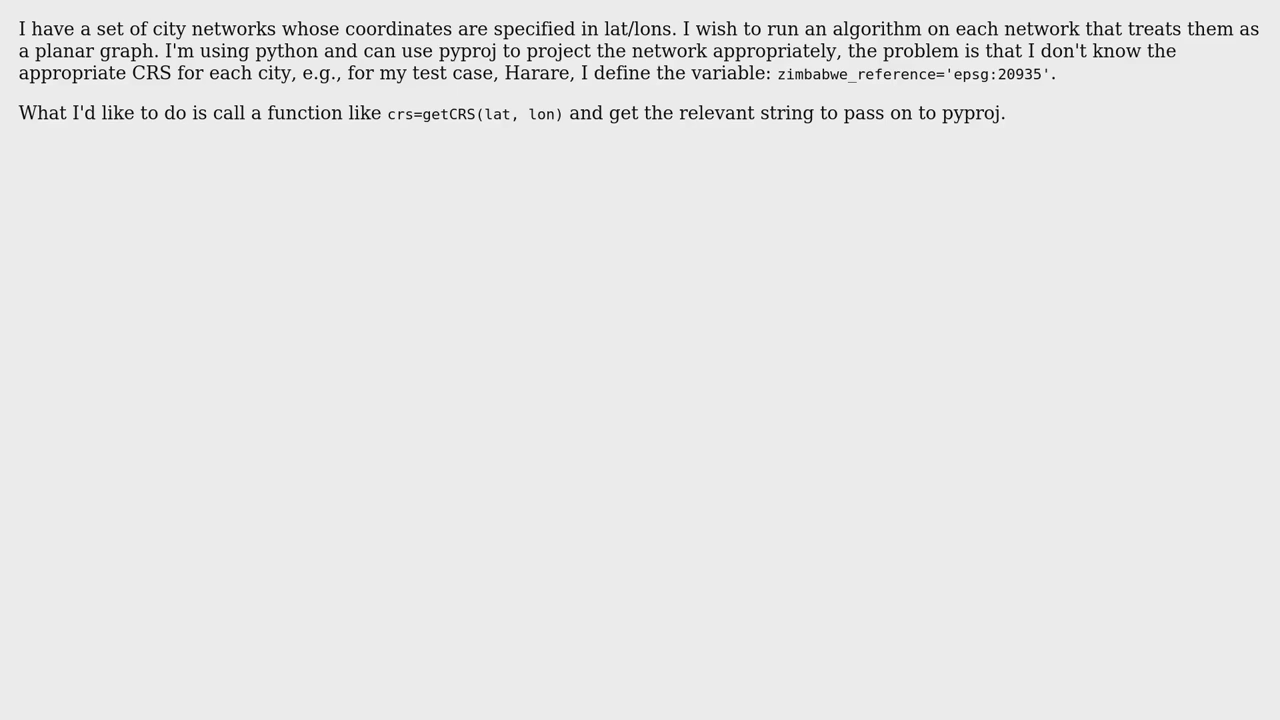 I have a set of city networks whose coordinates are specified in lat/lons. I wish to run an algorithm on each network that treats them as
a planar graph. I'm using python and can use pyproj to project the network appropriately, the problem is that I don't know the
appropriate CRS for each city, e.g., for my test case, Harare, I define the variable: zimbabwe_reference='epsg:20935'.
What I'd like to do is call a function like crs=getCRS(lat, lon) and get the relevant string to pass on to pyproj.